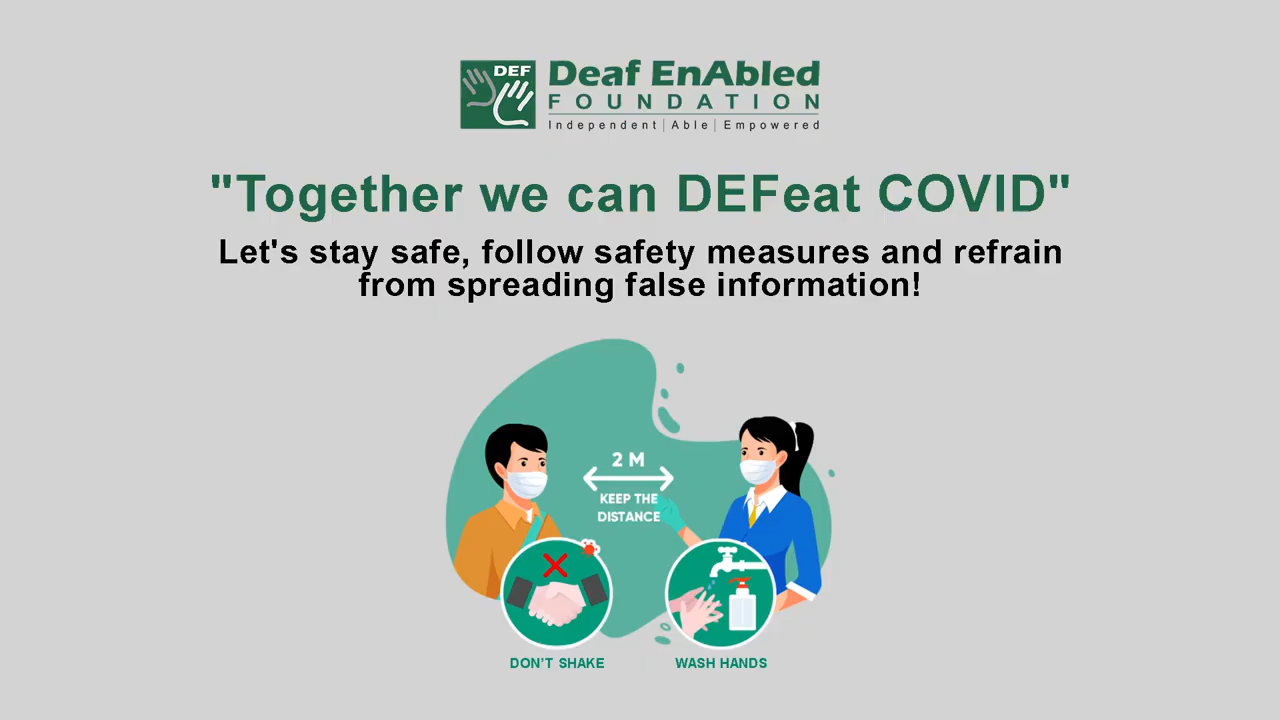 DEF
Deaf EnAbled
FOUNDATION
Independent | Able | Empowered
"Together we can DEFeat COVID"
Let's stay safe, follow safety measures and refrain
from spreading false information!
2 M
KEEP THE
DISTANCE
DON'T SHAKE
WASH HANDS